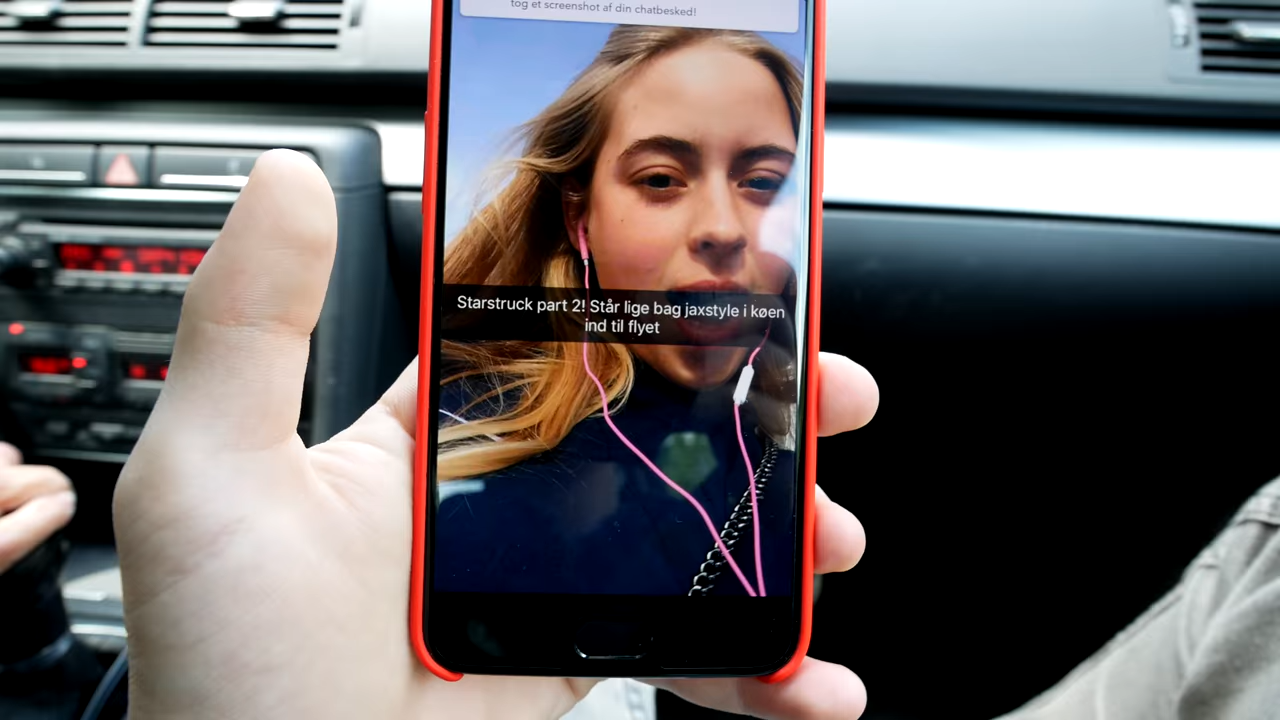 tog et screenshot af din chatbesked!
Starstruck part 2! Står lige bag jaxstyle i køen
ind til flyet